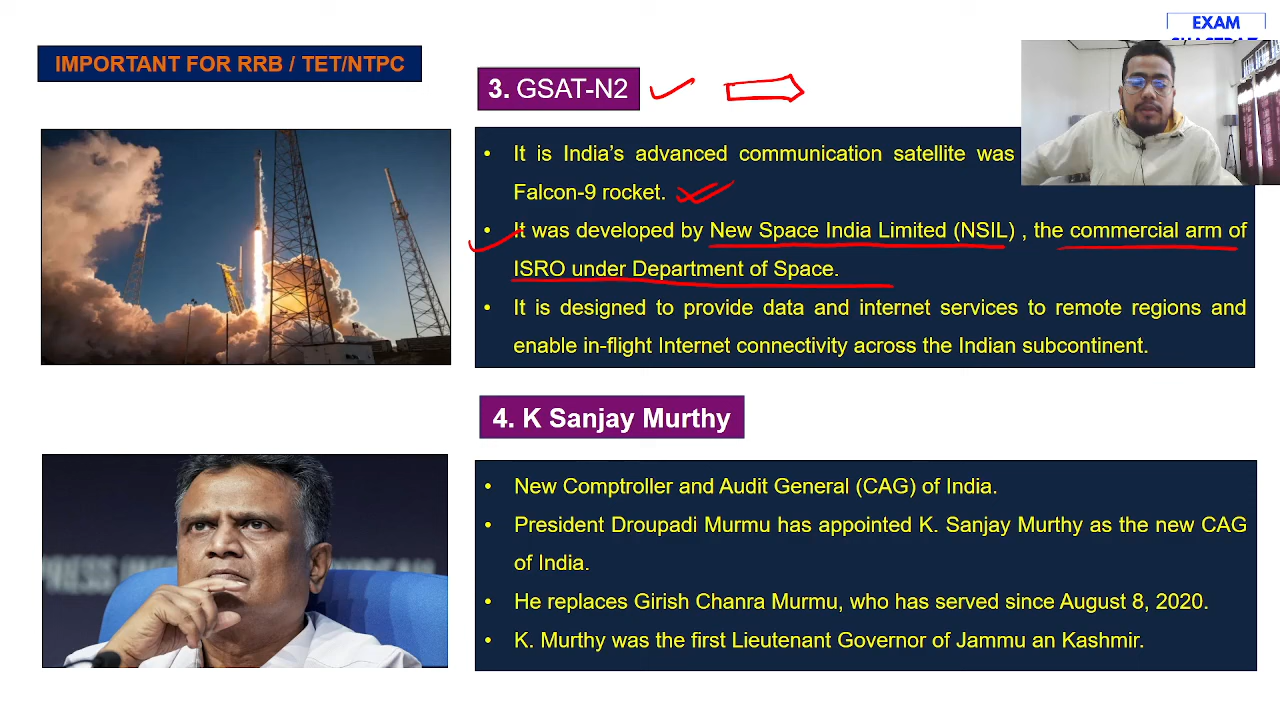 EXAM
IMPORTANT FOR RRB / TET/NTPC
3. GSAT-N2
• It is India's advanced communication satellite was
Falcon-9 rocket.
• It was developed by New Space India Limited (NSIL) , the commercial arm of
ISRO under Department of Space.
• It is designed to provide data and internet services to remote regions and
enable in-flight Internet connectivity across the Indian subcontinent.
4. K Sanjay Murthy
• New Comptroller and Audit General (CAG) of India.
• President Droupadi Murmu has appointed K. Sanjay Murthy as the new CAG
of India.
• He replaces Girish Chanra Murmu, who has served since August 8, 2020.
• K. Murthy was the first Lieutenant Governor of Jammu an Kashmir.